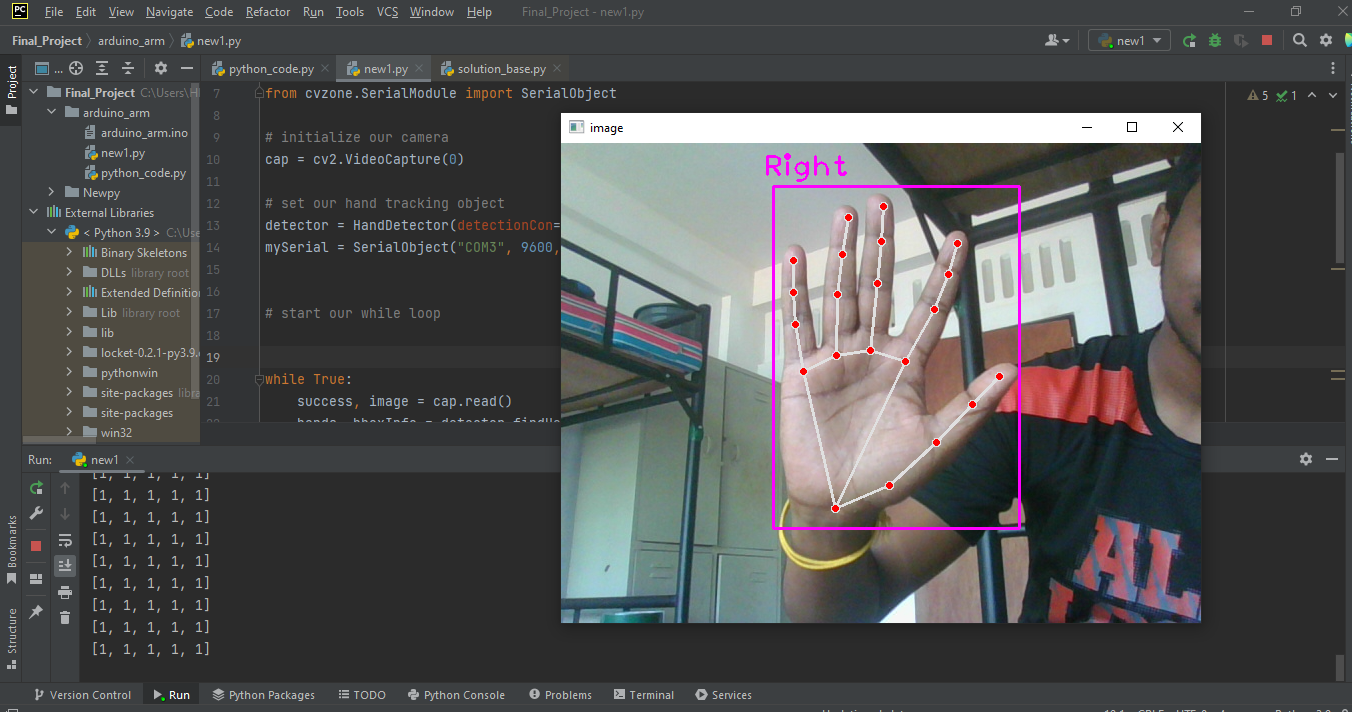 PC File Edit View Navigate Code Refactor Run Tools VCS Window Help Final_Project - new1.py
Final_Project arduino_arm new1.py new1
Project ... python_code.py new1.py solution_base.py
Final_Project C:\Users\H
arduino_arm
arduino_arm.ino
new1.py
python_code.py
Newpy
External Libraries
< Python 3.9 > C:\Use
Binary Skeletons
DLLs library root
Extended Definition
Lib library root
lib
locket-0.2.1-py3.9.
pythonwin
site-packages libr
site-packages
win32
7 from cvzone.SerialModule import SerialObject
8
9 # initialize our camera
10 cap = cv2.VideoCapture(0)
11
12 # set our hand tracking object
13 detector = HandDetector(detectionCon=
14 mySerial = SerialObject("COM3", 9600,
15
16
17 # start our while loop
18
19
20 while True:
21 success, image = cap.read()
5 1
image
Right
AL
Run: new1
[1, 1, 1, 1, 1]
[1, 1, 1, 1, 1]
[1, 1, 1, 1, 1]
[1, 1, 1, 1, 1]
[1, 1, 1, 1, 1]
[1, 1, 1, 1, 1]
[1, 1, 1, 1, 1]
[1, 1, 1, 1, 1]
[1, 1, 1, 1, 1]
Bookmarks
Structure
Version Control Run Python Packages TODO Python Console Problems Terminal Services